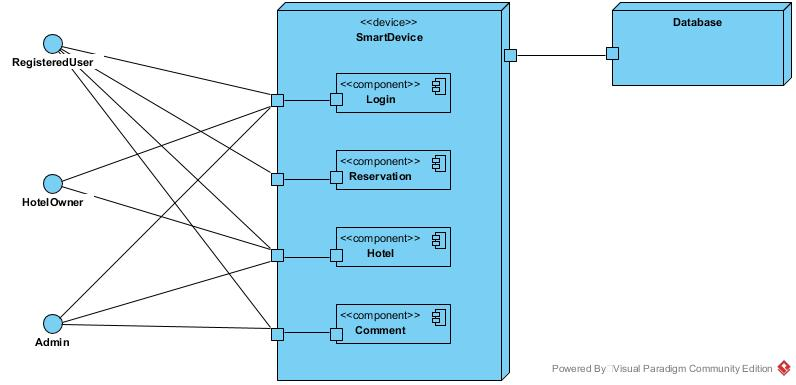 <<device>>
SmartDevice
Database
RegisteredUser
<<component>>
Login
<<component>>
Reservation
HotelOwner
<<component>>
Hotel
<<component>>
Comment
Admin
Powered By Visual Paradigm Community Edition